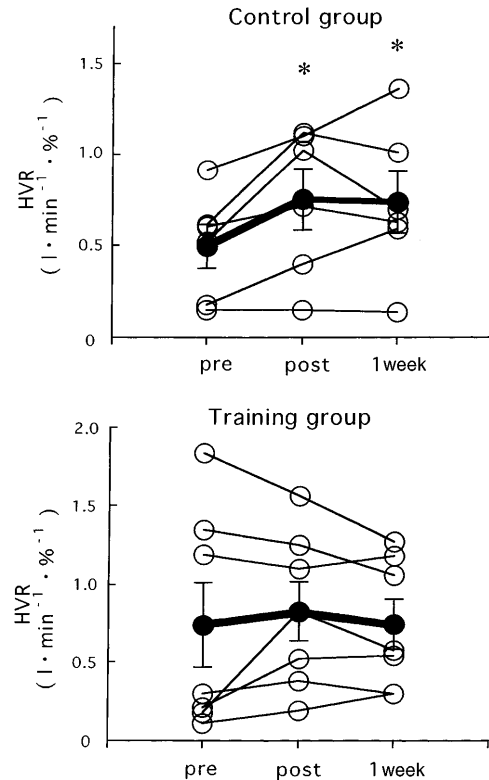 Control group
* *
1.5
1.0
0.5
0
HVR
( l · min⁻¹ · %⁻¹ )
pre post 1week
Training group
2.0
1.5
1.0
0.5
0
HVR
( l · min⁻¹ · %⁻¹ )
pre post 1week